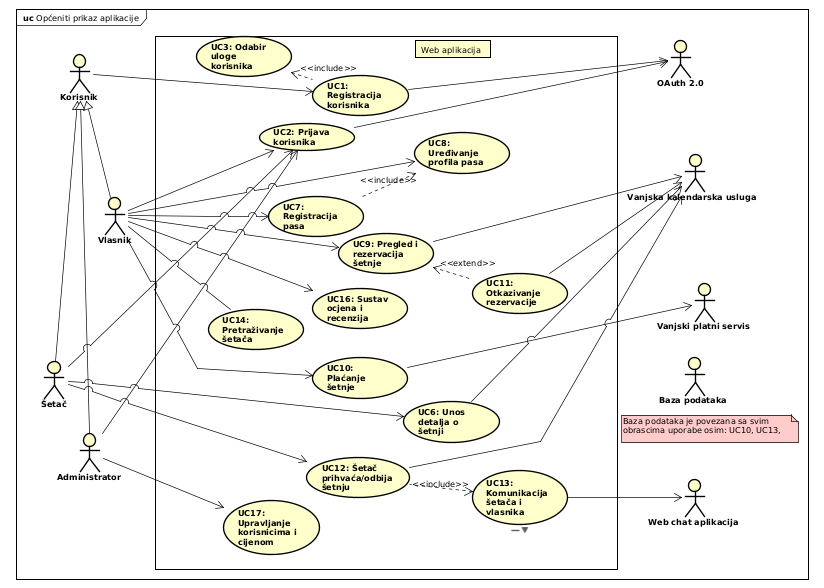 uc Općeniti prikaz aplikacije
UC3: Odabir
uloge
korisnika
Web aplikacija
<<include>>
Korisnik
UC1:
Registracija
korisnika
OAuth 2.0
UC2: Prijava
korisnika
UC8:
Uređivanje
profila pasa
<<include>>
Vanjska kalendarska usluga
UC7:
Registracija
pasa
Vlasnik
UC9: Pregled i
rezervacija
šetnje
<<extend>>
UC11:
Otkazivanje
rezervacije
UC16: Sustav
ocjena i
recenzija
UC14:
Pretraživanje
šetača
Vanjski platni servis
UC10:
Plaćanje
šetnje
Šetač
Baza podataka
UC6: Unos
detalja o
šetnji
Baza podataka je povezana sa svim
obrascima uporabe osim: UC10, UC13,
Administrator
UC12: Šetač
prihvaća/odbija
šetnju
<<include>>
UC13:
Komunikacija
šetača i
vlasnika
Web chat aplikacija
UC17:
Upravljanje
korisnicima i
cijenom